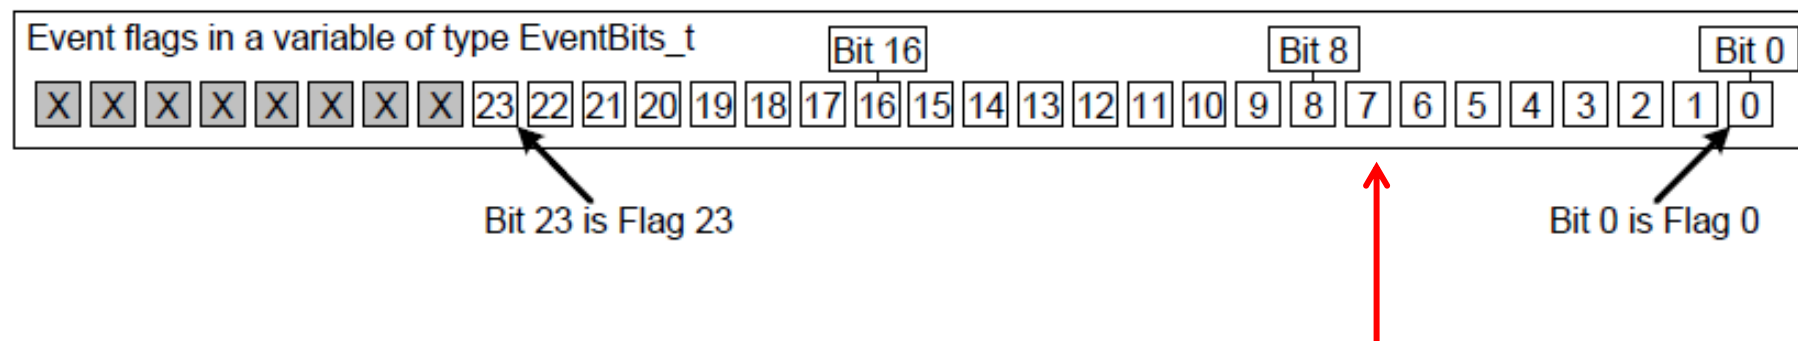 Event flags in a variable of type EventBits_t
Bit 16
Bit 8
Bit 0
X X X X X X X X 23 22 21 20 19 18 17 16 15 14 13 12 11 10 9 8 7 6 5 4 3 2 1 0
Bit 23 is Flag 23
Bit 0 is Flag 0